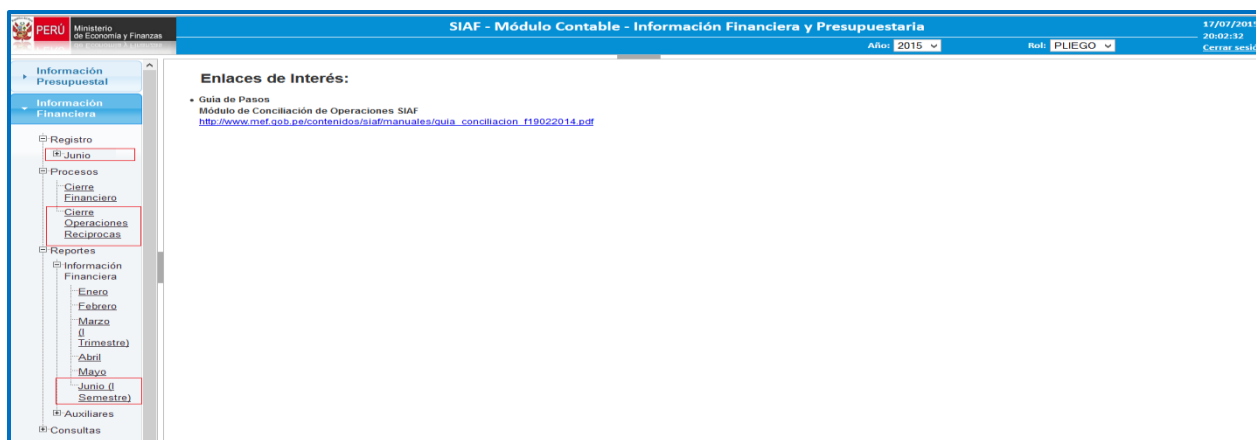 PERÚ
Ministerio
de Economía y Finanzas
SIAF - Módulo Contable - Información Financiera y Presupuestaria
17/07/2015
20:02:32
Año: 2015
Rol: PLIEGO
Cerrar sesió
Información
Presupuestal
Información
Financiera
Registro
Junio
Procesos
Cierre
Financiero
Cierre
Operaciones
Reciprocas
Reportes
Información
Financiera
Enero
Febrero
Marzo
(I
Trimestre)
Abril
Mayo
Junio (I
Semestre)
Auxiliares
Consultas
Enlaces de Interés:
• Guia de Pasos
Módulo de Conciliación de Operaciones SIAF
http://www.mef.gob.pe/contenidos/siaf/manuales/guia_conciliacion_f19022014.pdf